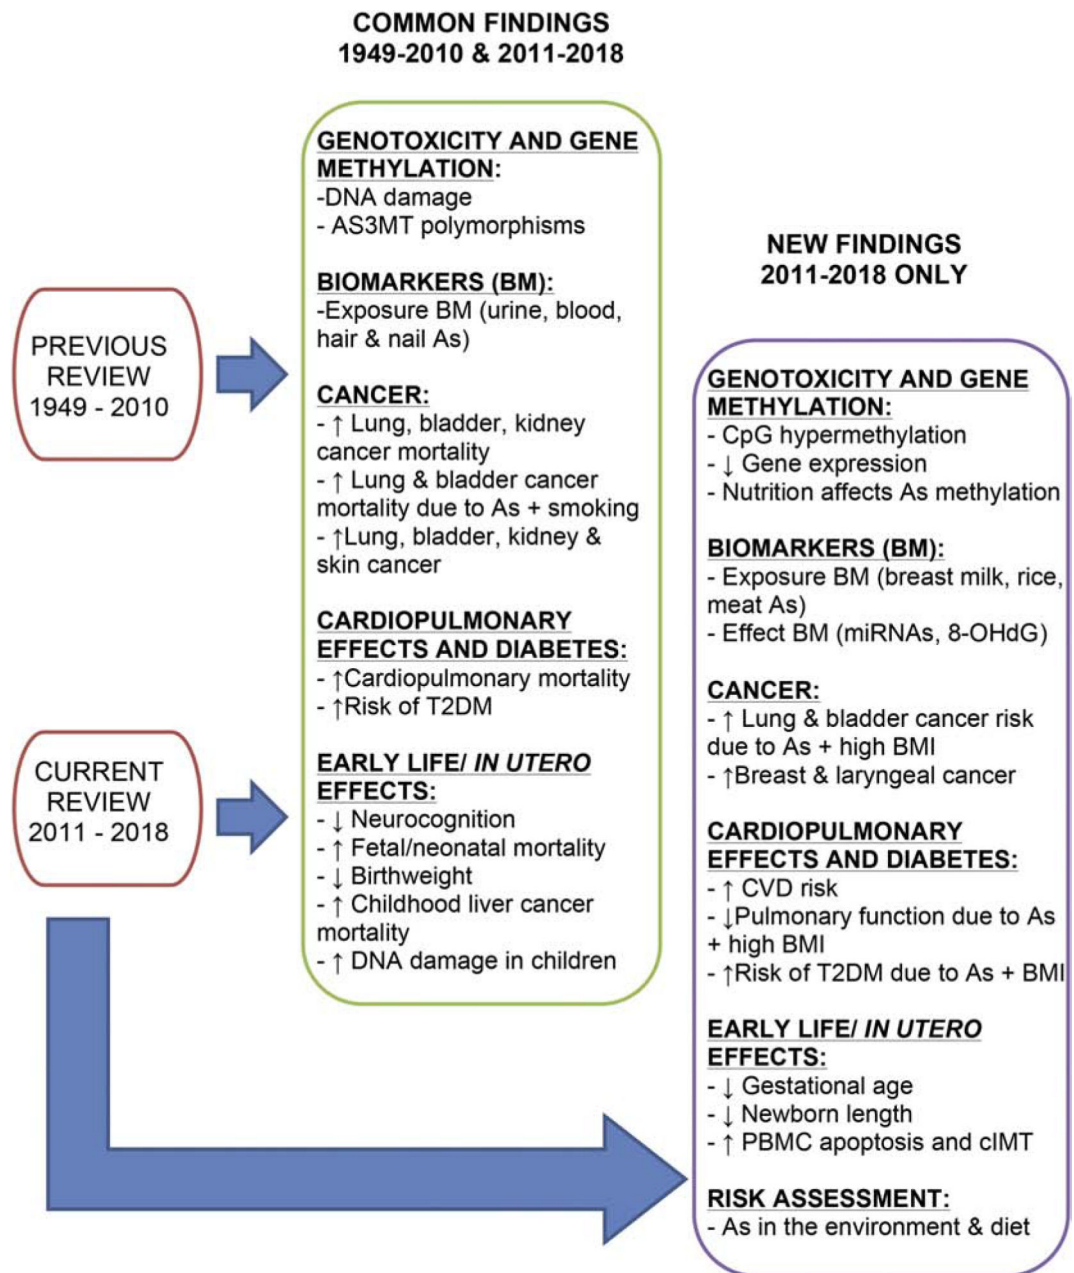 COMMON FINDINGS
1949-2010 & 2011-2018
GENOTOXICITY AND GENE
METHYLATION:
-DNA damage
- AS3MT polymorphisms
BIOMARKERS (BM):
-Exposure BM (urine, blood,
hair & nail As)
CANCER:
- ↑ Lung, bladder, kidney
cancer mortality
- ↑ Lung & bladder cancer
mortality due to As + smoking
- ↑Lung, bladder, kidney &
skin cancer
CARDIOPULMONARY
EFFECTS AND DIABETES:
- ↑Cardiopulmonary mortality
- ↑Risk of T2DM
EARLY LIFE/ IN UTERO
EFFECTS:
- ↓ Neurocognition
- ↑ Fetal/neonatal mortality
- ↓ Birthweight
- ↑ Childhood liver cancer
mortality
- ↑ DNA damage in children
PREVIOUS
REVIEW
1949 - 2010
CURRENT
REVIEW
2011 - 2018
NEW FINDINGS
2011-2018 ONLY
GENOTOXICITY AND GENE
METHYLATION:
- CpG hypermethylation
- ↓ Gene expression
- Nutrition affects As methylation
BIOMARKERS (BM):
- Exposure BM (breast milk, rice,
meat As)
- Effect BM (miRNAs, 8-OHdG)
CANCER:
- ↑ Lung & bladder cancer risk
due to As + high BMI
- ↑Breast & laryngeal cancer
CARDIOPULMONARY
EFFECTS AND DIABETES:
- ↑ CVD risk
- ↓Pulmonary function due to As
+ high BMI
- ↑Risk of T2DM due to As + BMI
EARLY LIFE/ IN UTERO
EFFECTS:
- ↓ Gestational age
- ↓ Newborn length
- ↑ PBMC apoptosis and cIMT
RISK ASSESSMENT:
- As in the environment & diet